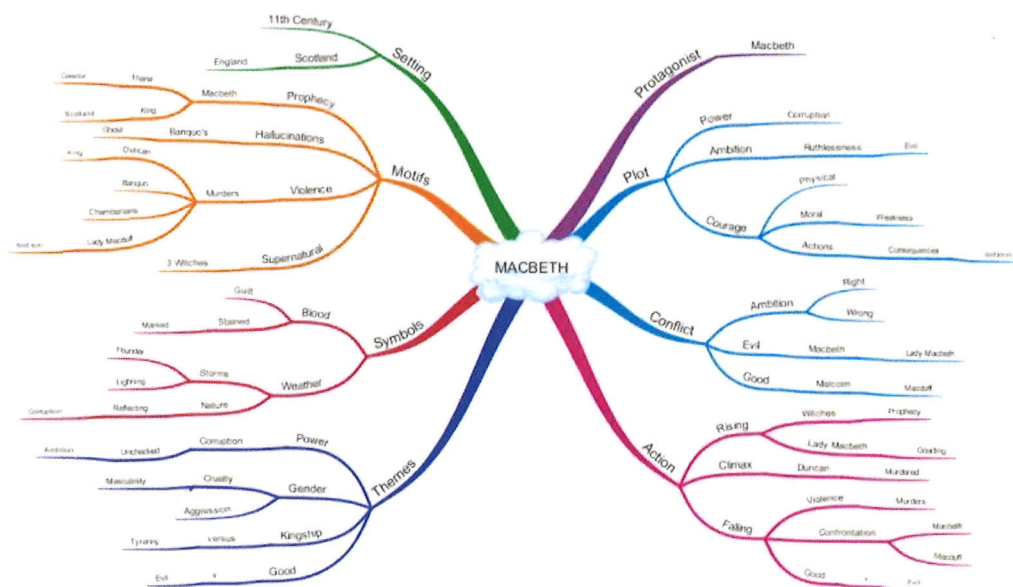 MACBETH
Setting
11th Century
Scotland
England
Motifs
Prophecy
Macbeth
Thane
Cawdor
King
Scotland
Hallucinations
Banquo's
Ghost
Violence
Murders
Duncan
King
Banquo
Chamberlains
Lady Macduff
Supernatural
3 Witches
Symbols
Blood
Guilt
Stained
Marked
Weather
Storms
Thunder
Lightning
Nature
Reflecting
Corruption
Themes
Power
Corruption
Unchecked
Ambition
Gender
Cruelty
Masculinity
Aggression
Kingship
versus
Tyranny
Good
Evil
Protagonist
Macbeth
Plot
Power
Corruption
Ambition
Ruthlessness
Evil
Courage
Physical
Moral
Weakness
Actions
Consequences
Conflict
Ambition
Right
Wrong
Evil
Macbeth
Lady Macbeth
Good
Malcolm
Macduff
Action
Rising
Witches
Prophecy
Lady Macbeth
Goading
Climax
Duncan
Murdered
Falling
Violence
Murders
Confrontation
Macbeth
Macduff
Good
Evil